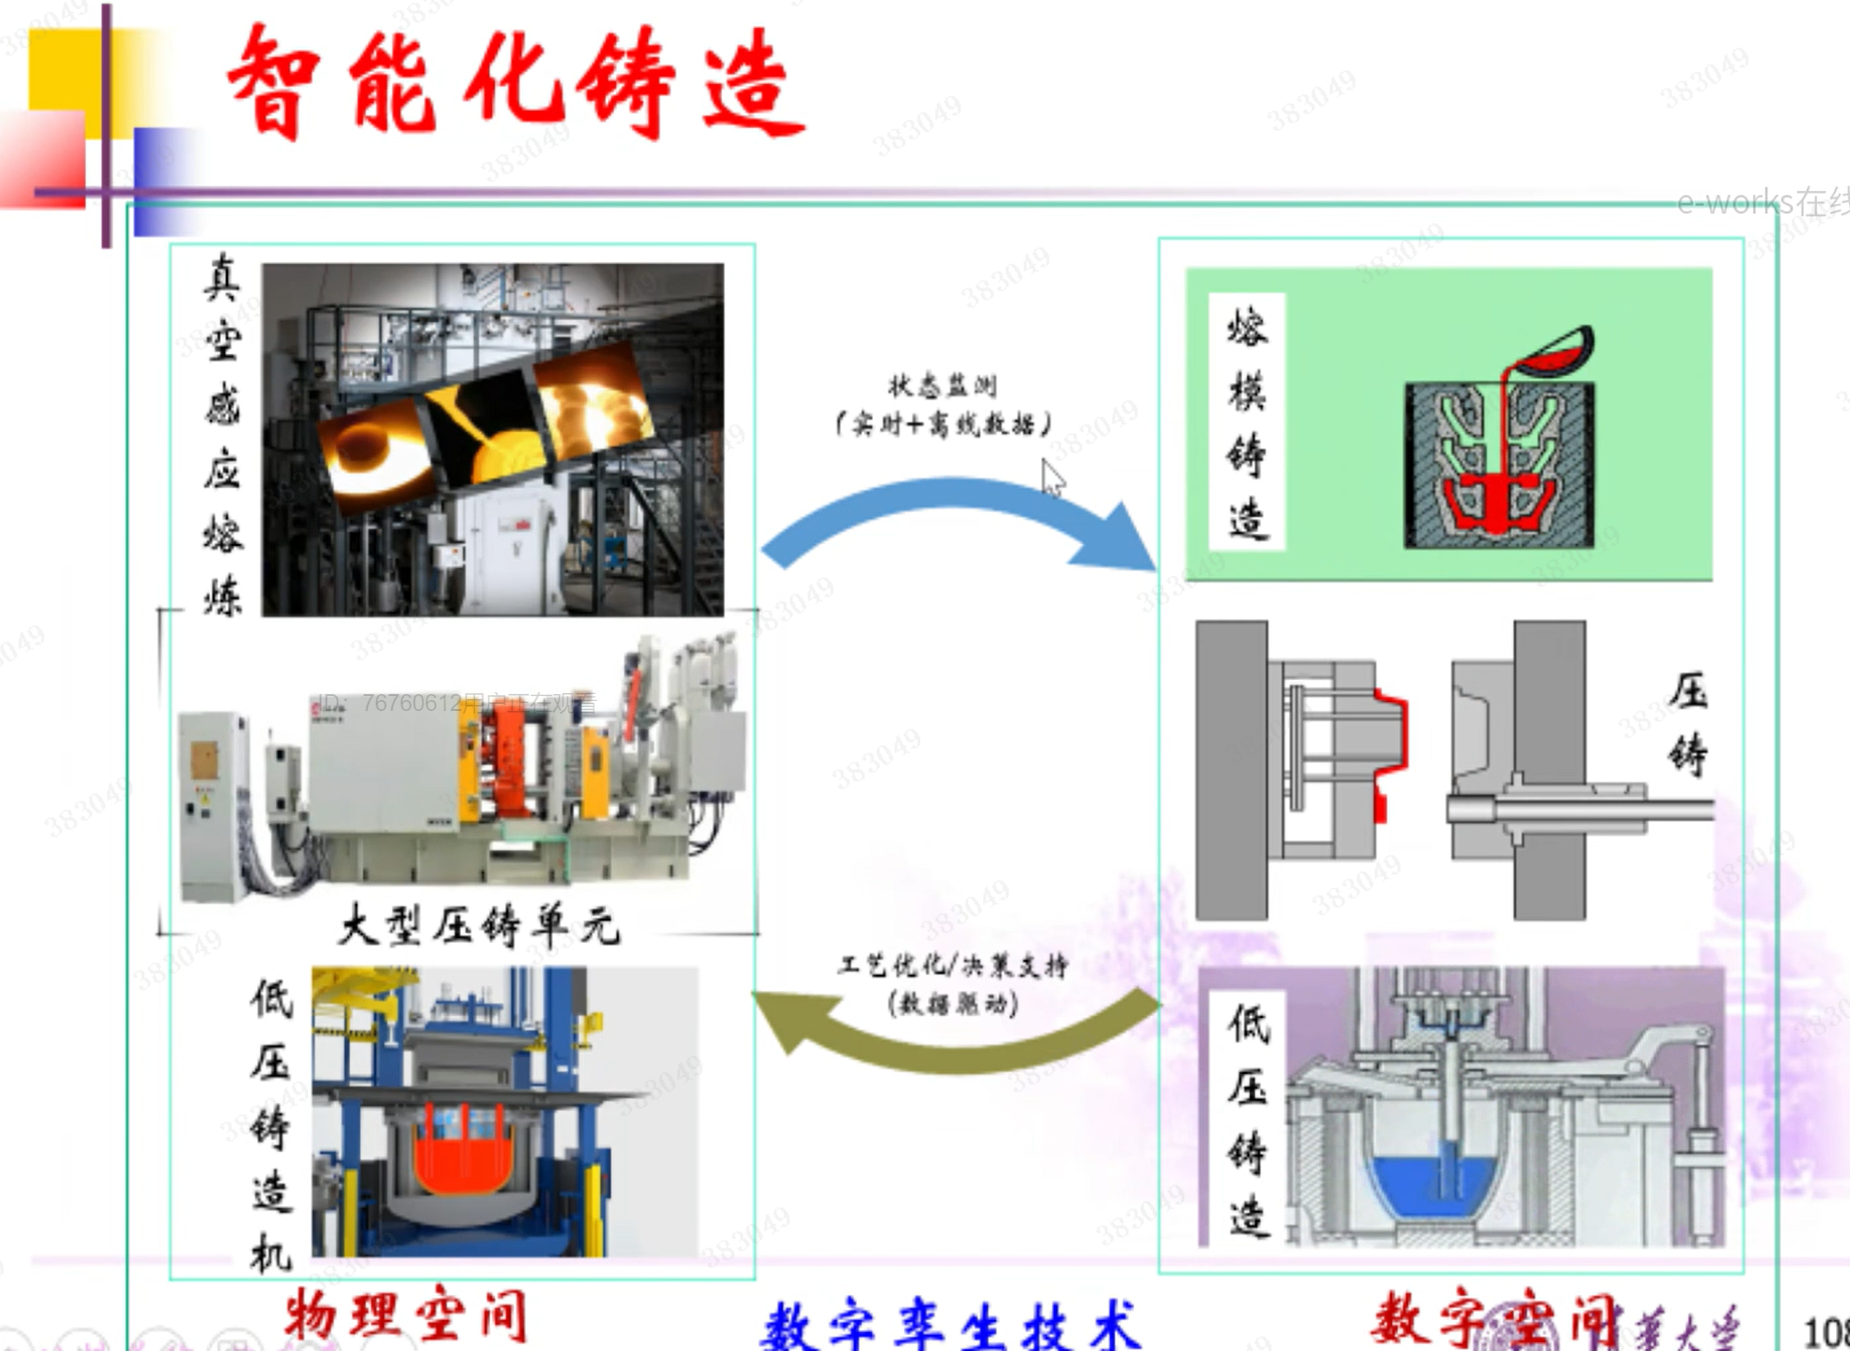 智能化铸造
e-works在线
真空感应熔炼
状态监测
（实时+离线数据）
熔模铸造
ID：76760612用户正在观看
压铸
大型压铸单元
工艺优化/决策支持
(数据驱动)
低压铸造机
低压铸造
物理空间
数字孪生技术
数字空间
清华大学
108
383049